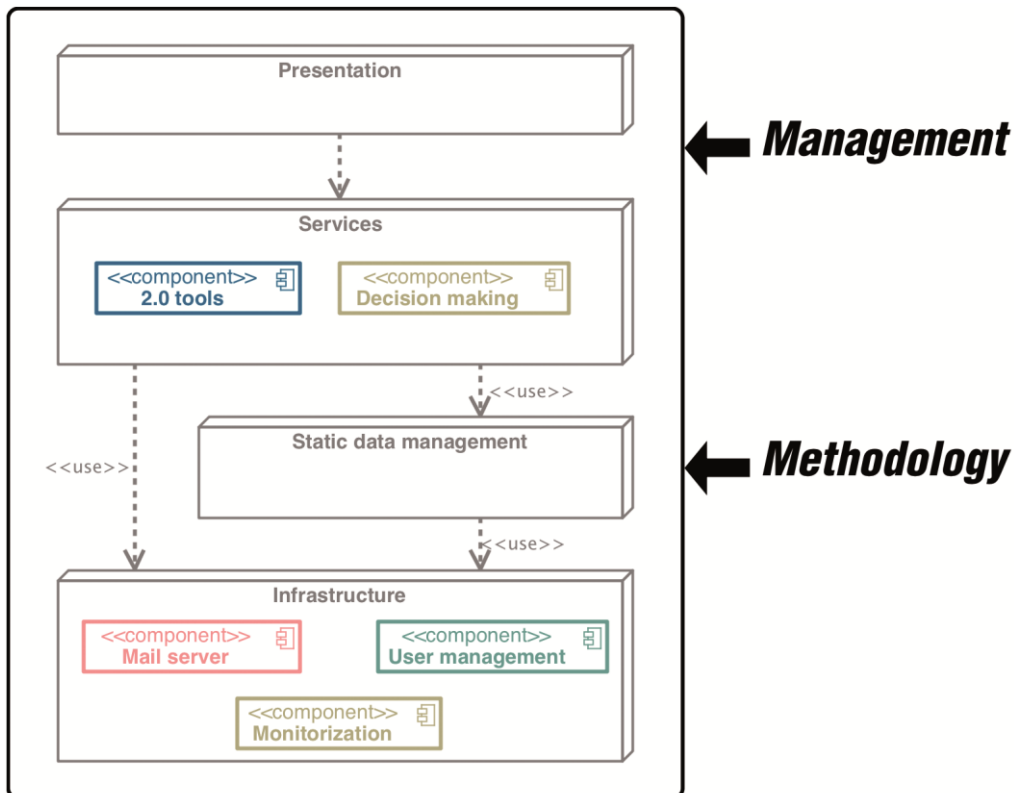 Presentation
Management
Services
<<component>>
2.0 tools
<<component>>
Decision making
<<use>>
Static data management
<<use>>
Methodology
<<use>>
Infrastructure
<<component>>
Mail server
<<component>>
User management
<<component>>
Monitorization